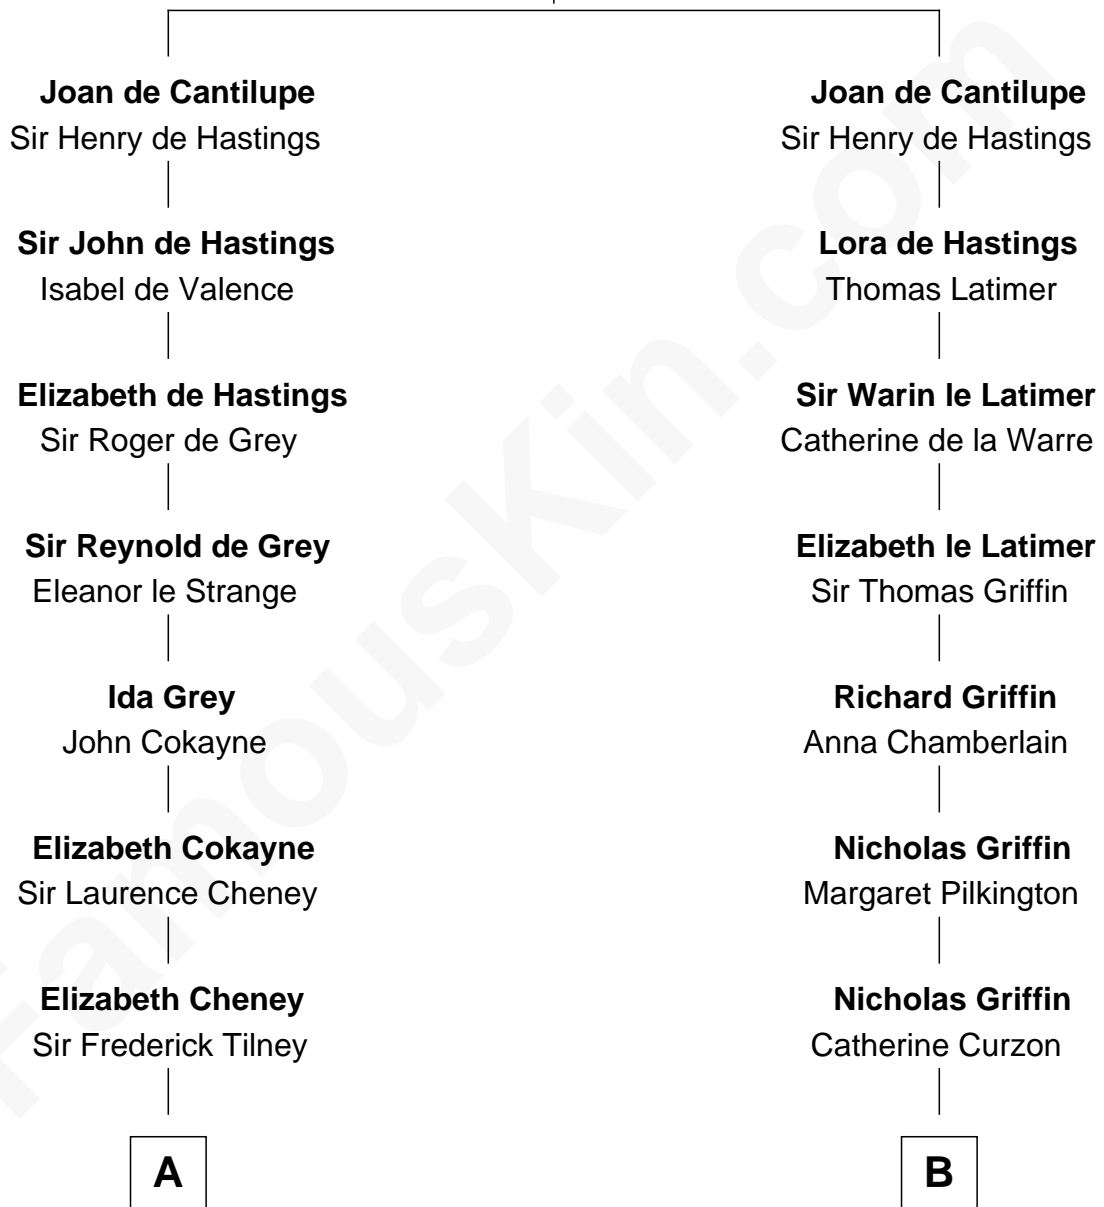 Joan de Cantilupe
Sir Henry de Hastings
Sir John de Hastings
Isabel de Valence
Elizabeth de Hastings
Sir Roger de Grey
Sir Reynold de Grey
Eleanor le Strange
Ida Grey
John Cokayne
Elizabeth Cokayne
Sir Laurence Cheney
Elizabeth Cheney
Sir Frederick Tilney
A
Joan de Cantilupe
Sir Henry de Hastings
Lora de Hastings
Thomas Latimer
Sir Warin le Latimer
Catherine de la Warre
Elizabeth le Latimer
Sir Thomas Griffin
Richard Griffin
Anna Chamberlain
Nicholas Griffin
Margaret Pilkington
Nicholas Griffin
Catherine Curzon
B
FamousKin.com